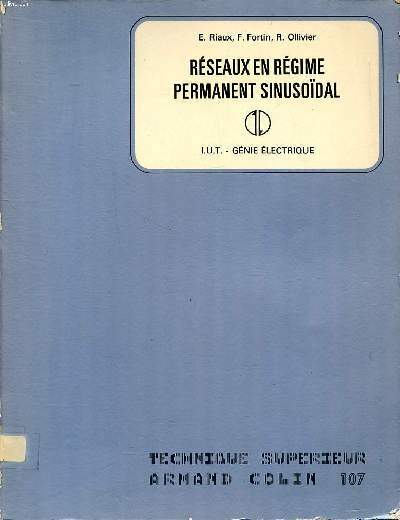 E. Riaux, F. Fortin, R. Ollivier
RÉSEAUX EN RÉGIME
PERMANENT SINUSOÏDAL
I.U.T. - GÉNIE ÉLECTRIQUE
TECHNIQUE SUPERIEUR
ARMAND COLIN 107